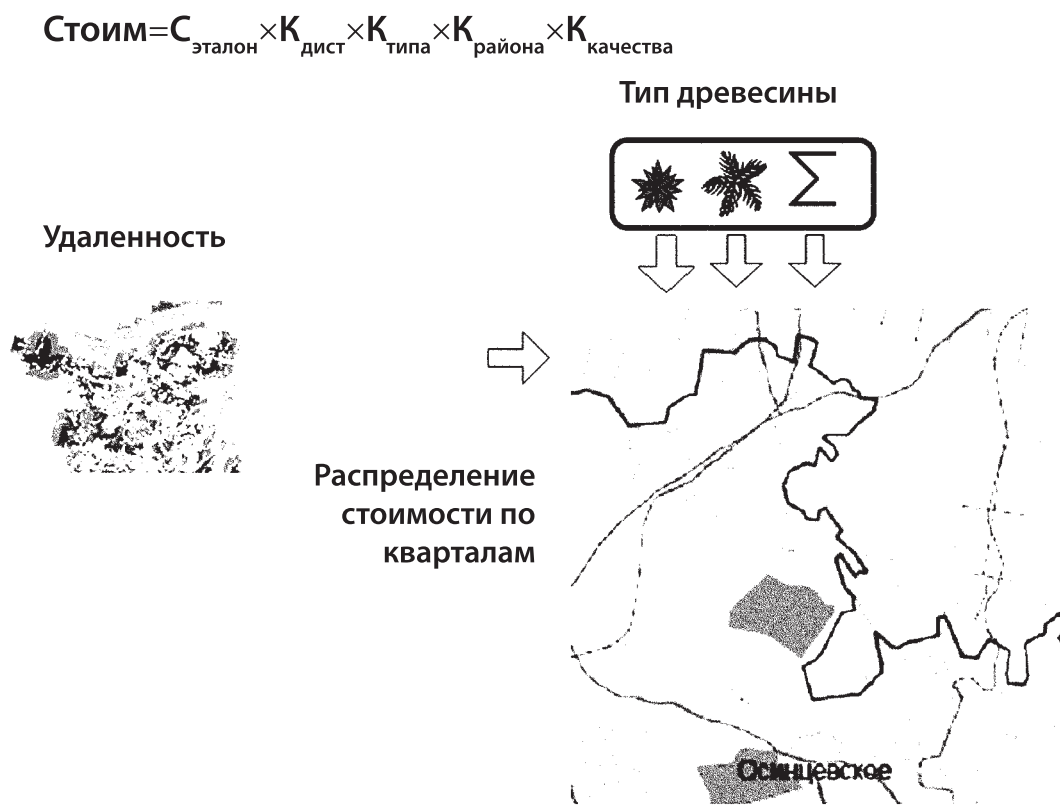 Стоим=Сэталон×Кдист×Ктипа×Крайона×Ккачества
Тип древесины
Σ
Удаленность
Распределение
стоимости по
кварталам
Осинцевское